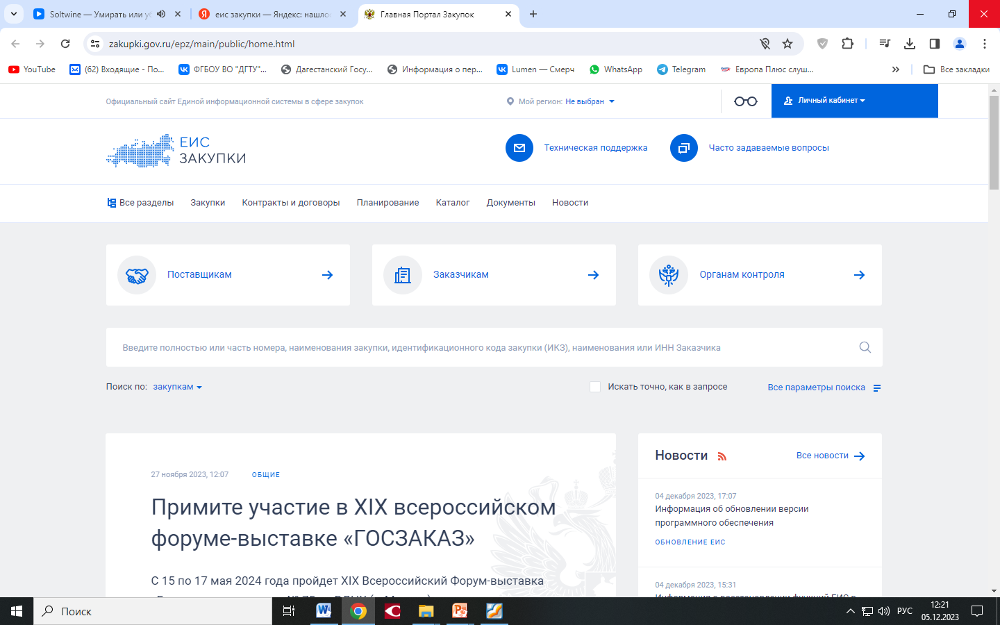 Soltwine — Умирать или уб
еис закупки — Яндекс: нашло
Главная Портал Закупок
zakupki.gov.ru/epz/main/public/home.html
YouTube
(62) Входящие - По...
ФГБОУ ВО "ДГТУ"...
Дагестанский Госу...
Информация о пер...
Lumen — Смерч
WhatsApp
Telegram
Европа Плюс слуш...
Все закладки
Официальный сайт Единой информационной системы в сфере закупок
Мой регион: Не выбран
Личный кабинет
ЕИС
ЗАКУПКИ
Техническая поддержка
Часто задаваемые вопросы
Все разделы
Закупки
Контракты и договоры
Планирование
Каталог
Документы
Новости
Поставщикам
Заказчикам
Органам контроля
Введите полностью или часть номера, наименования закупки, идентификационного кода закупки (ИКЗ), наименования или ИНН Заказчика
Поиск по: закупкам
Искать точно, как в запросе
Все параметры поиска
27 ноября 2023, 12:07
ОБЩИЕ
Примите участие в XIX всероссийском
форуме-выставке «ГОСЗАКАЗ»
С 15 по 17 мая 2024 года пройдет XIX Всероссийский Форум-выставка
Новости
Все новости
04 декабря 2023, 17:07
Информация об обновлении версии
программного обеспечения
ОБНОВЛЕНИЕ ЕИС
04 декабря 2023, 15:31
Информация о восстановлении функций ЕИС в
Поиск
РУС
12:21
05.12.2023